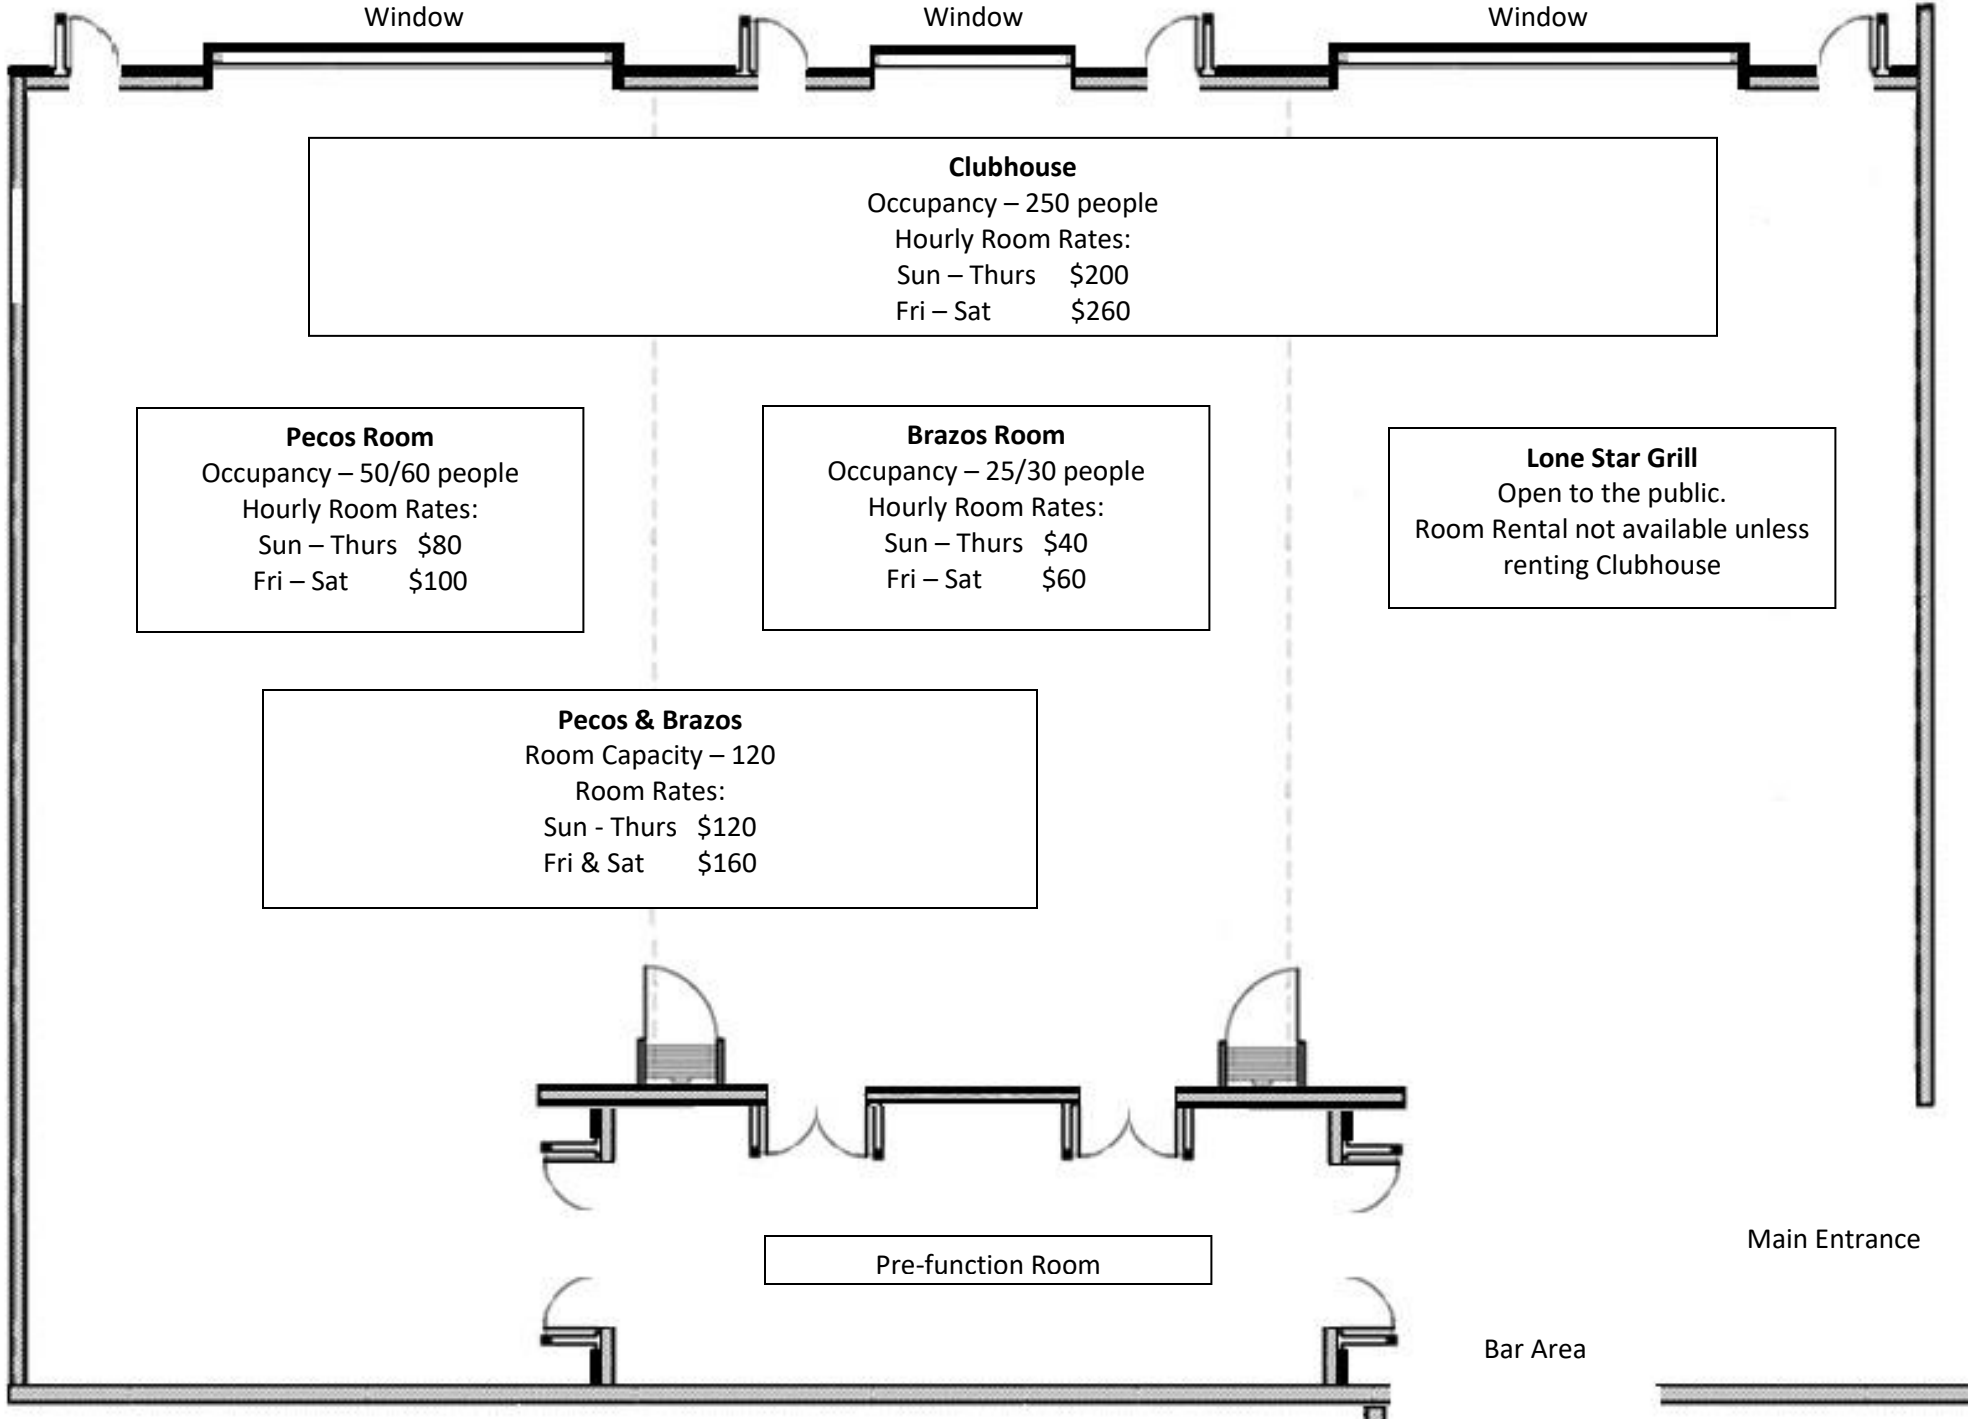 Window
Window
Window
Clubhouse
Occupancy – 250 people
Hourly Room Rates:
Sun – Thurs $200
Fri – Sat $260
Pecos Room
Occupancy – 50/60 people
Hourly Room Rates:
Sun – Thurs $80
Fri – Sat $100
Brazos Room
Occupancy – 25/30 people
Hourly Room Rates:
Sun – Thurs $40
Fri – Sat $60
Lone Star Grill
Open to the public.
Room Rental not available unless
renting Clubhouse
Pecos & Brazos
Room Capacity – 120
Room Rates:
Sun - Thurs $120
Fri & Sat $160
Pre-function Room
Main Entrance
Bar Area